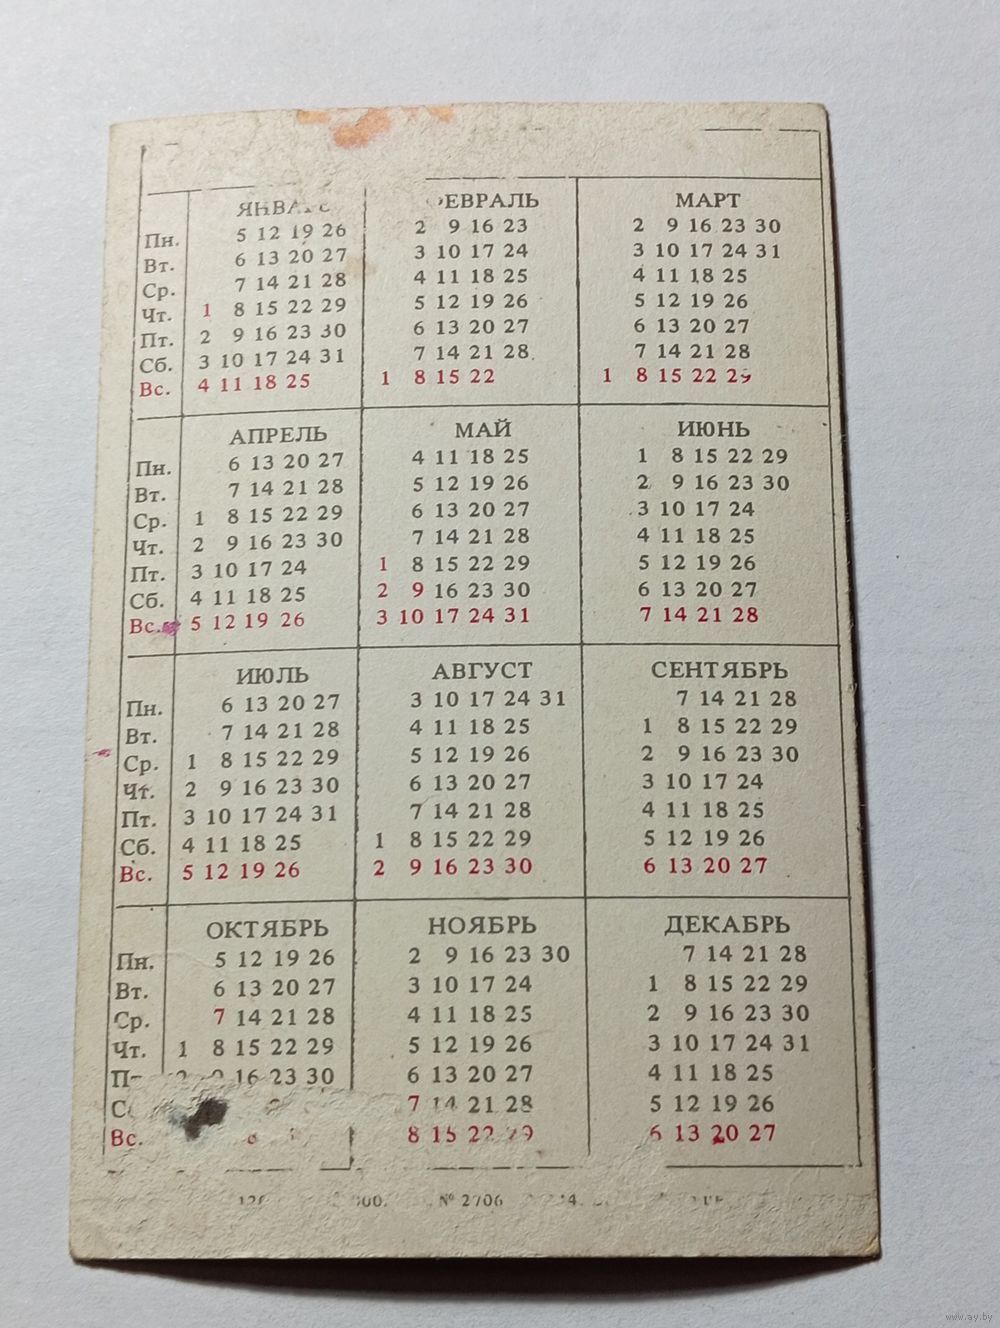 ФЕВРАЛЬ МАРТ
Пн. 5 12 19 26 2 9 16 23 2 9 16 23 30
Вт. 6 13 20 27 3 10 17 24 3 10 17 24 31
Ср. 7 14 21 28 4 11 18 25 4 11 18 25
Чт. 1 8 15 22 29 5 12 19 26 5 12 19 26
Пт. 2 9 16 23 30 6 13 20 27 6 13 20 27
Сб. 3 10 17 24 31 7 14 21 28 7 14 21 28
Вс. 4 11 18 25 1 8 15 22 1 8 15 22 29
АПРЕЛЬ МАЙ ИЮНЬ
Пн. 6 13 20 27 4 11 18 25 1 8 15 22 29
Вт. 7 14 21 28 5 12 19 26 2 9 16 23 30
Ср. 1 8 15 22 29 6 13 20 27 3 10 17 24
Чт. 2 9 16 23 30 7 14 21 28 4 11 18 25
Пт. 3 10 17 24 1 8 15 22 29 5 12 19 26
Сб. 4 11 18 25 2 9 16 23 30 6 13 20 27
Вс. 5 12 19 26 3 10 17 24 31 7 14 21 28
ИЮЛЬ АВГУСТ СЕНТЯБРЬ
Пн. 6 13 20 27 3 10 17 24 31 7 14 21 28
Вт. 7 14 21 28 4 11 18 25 1 8 15 22 29
Ср. 1 8 15 22 29 5 12 19 26 2 9 16 23 30
Чт. 2 9 16 23 30 6 13 20 27 3 10 17 24
Пт. 3 10 17 24 31 7 14 21 28 4 11 18 25
Сб. 4 11 18 25 1 8 15 22 29 5 12 19 26
Вс. 5 12 19 26 2 9 16 23 30 6 13 20 27
ОКТЯБРЬ НОЯБРЬ ДЕКАБРЬ
Пн. 5 12 19 26 2 9 16 23 30 7 14 21 28
Вт. 6 13 20 27 3 10 17 24 1 8 15 22 29
Ср. 7 14 21 28 4 11 18 25 2 9 16 23 30
Чт. 1 8 15 22 29 5 12 19 26 3 10 17 24 31
16 23 30 6 13 20 27 4 11 18 25
7 14 21 28 5 12 19 26
Вс. 8 15 22 29 6 13 20 27
№ 2706
www.ay.by